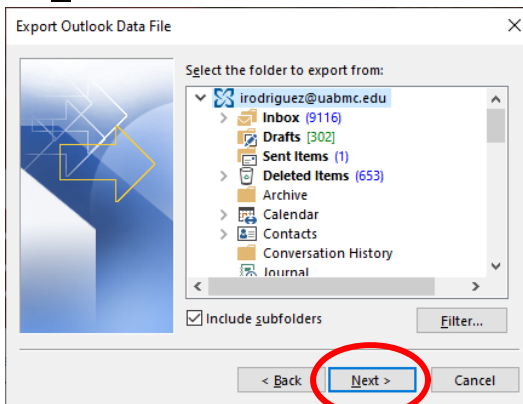 Export Outlook Data File
Select the folder to export from:
irodriguez@uabmc.edu
Inbox (9116)
Drafts [302]
Sent Items (1)
Deleted Items (653)
Archive
Calendar
Contacts
Conversation History
Journal
Include subfolders
Filter...
< Back
Next >
Cancel